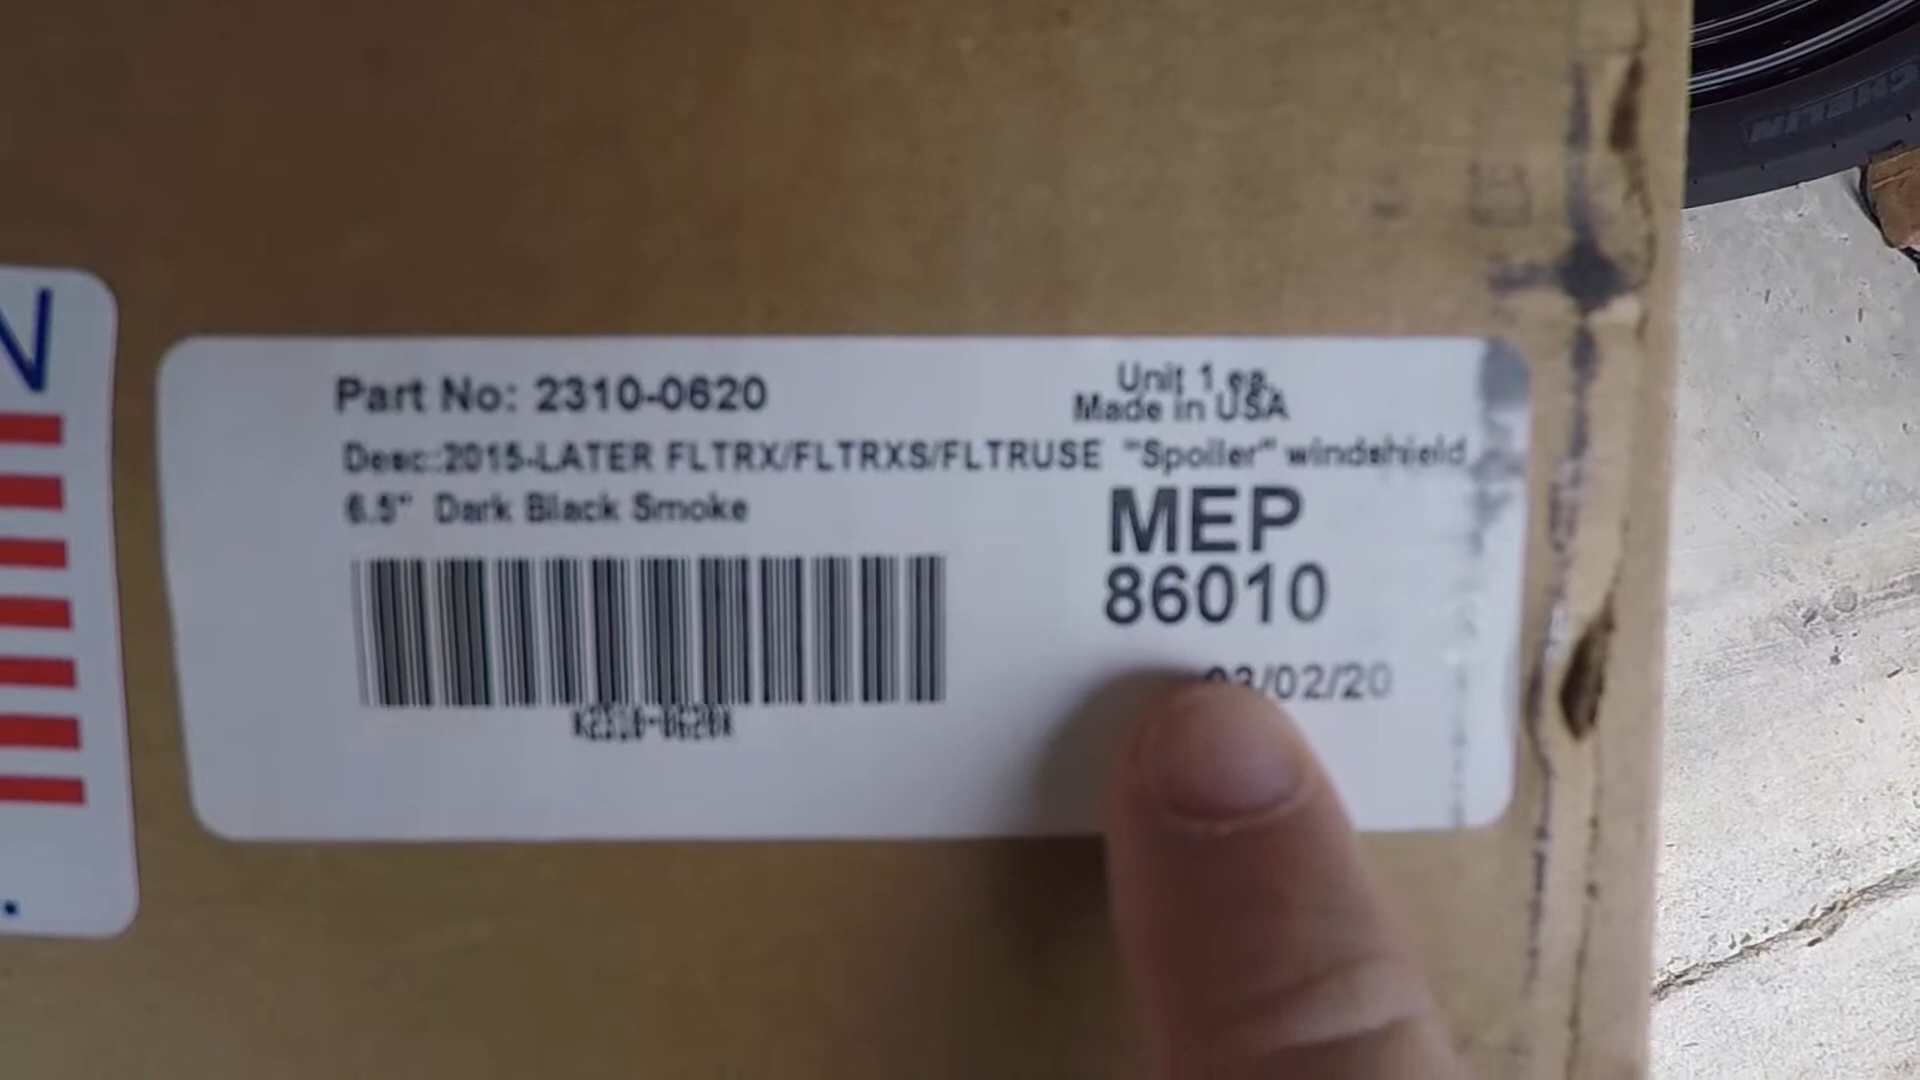 Part No: 2310-0620
Unit 1 ea.
Made in USA
Desc:2015-LATER FLTRX/FLTRXS/FLTRUSE "Spoiler" windshield
6.5" Dark Black Smoke
MEP
86010
03/02/20